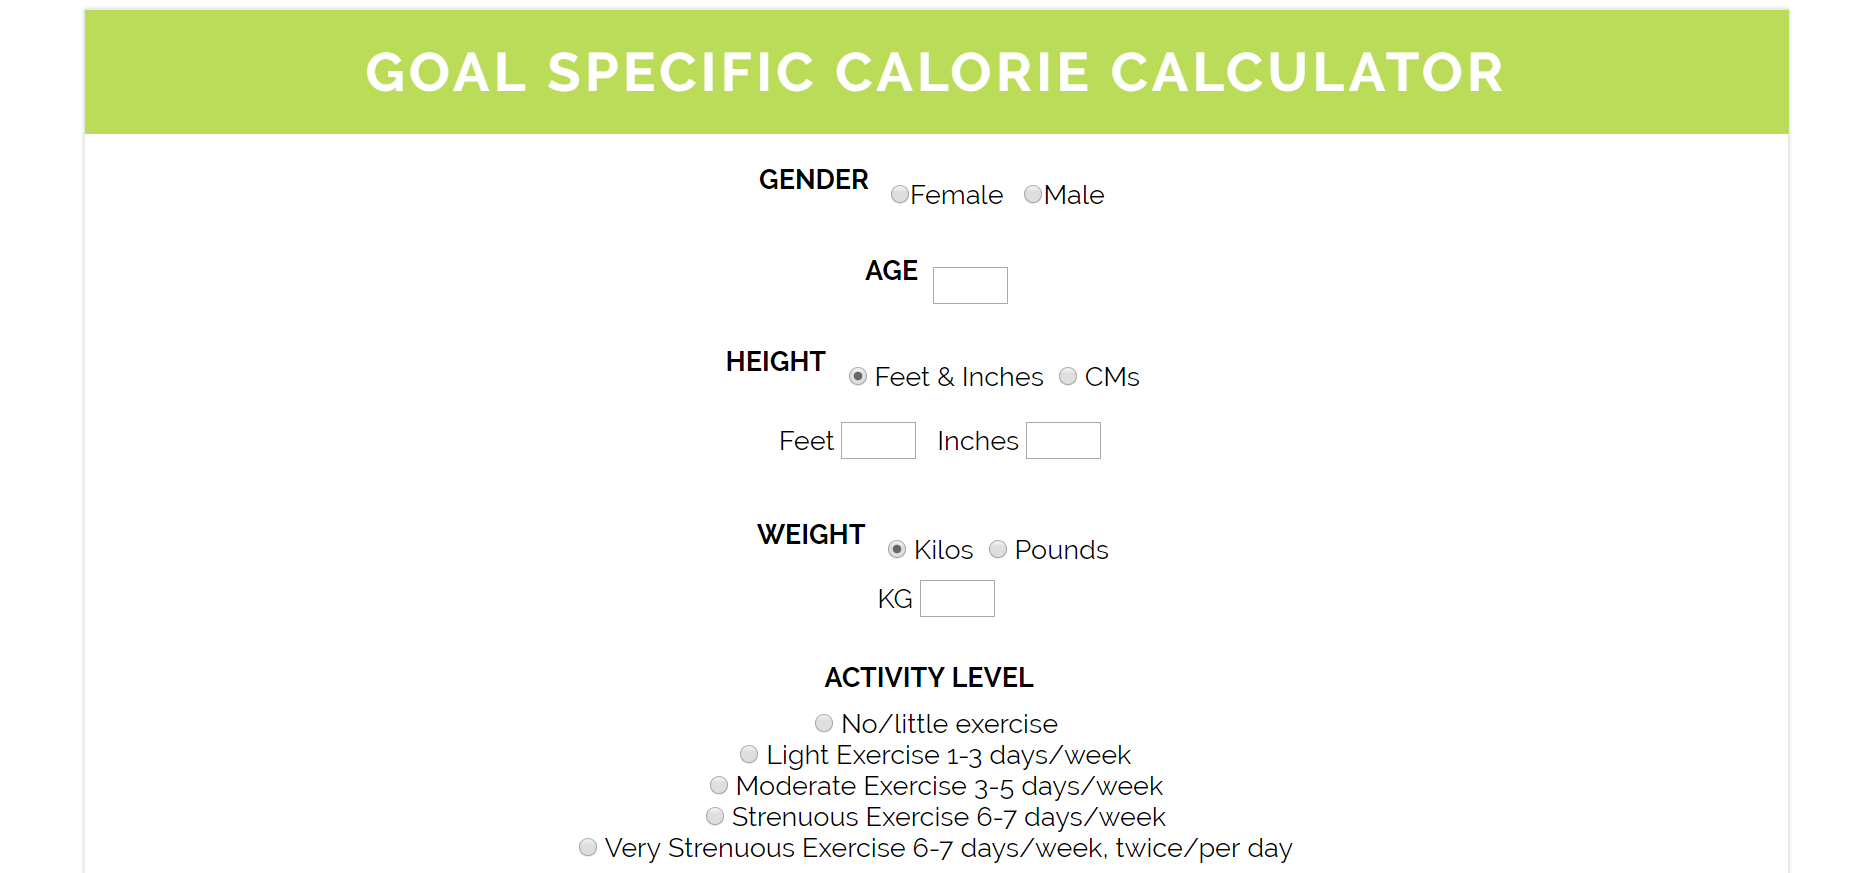 GOAL SPECIFIC CALORIE CALCULATOR
GENDER Female Male
AGE
HEIGHT Feet & Inches CMs
Feet Inches
WEIGHT Kilos Pounds
KG
ACTIVITY LEVEL
No/little exercise
Light Exercise 1-3 days/week
Moderate Exercise 3-5 days/week
Strenuous Exercise 6-7 days/week
Very Strenuous Exercise 6-7 days/week, twice/per day